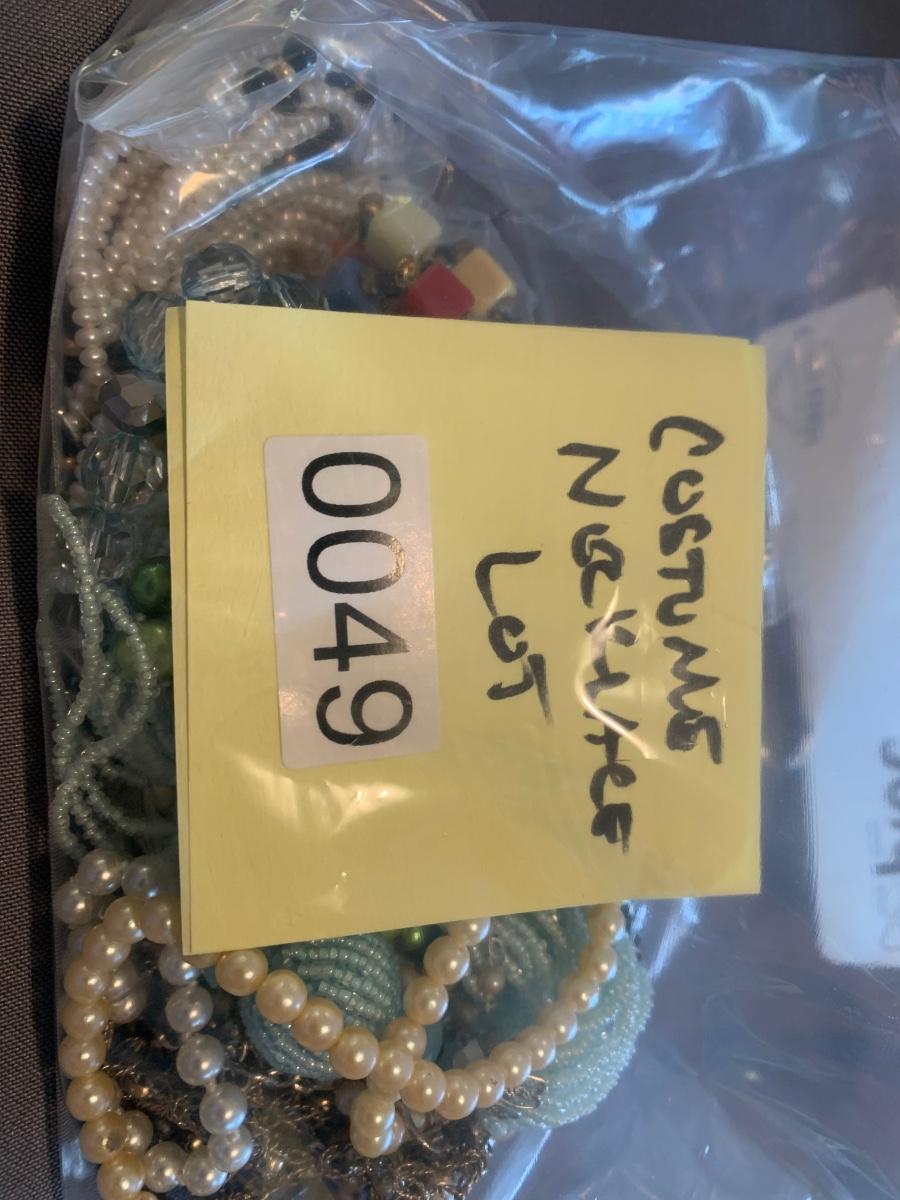 COSTUME
NECKLACE
LOT
0049